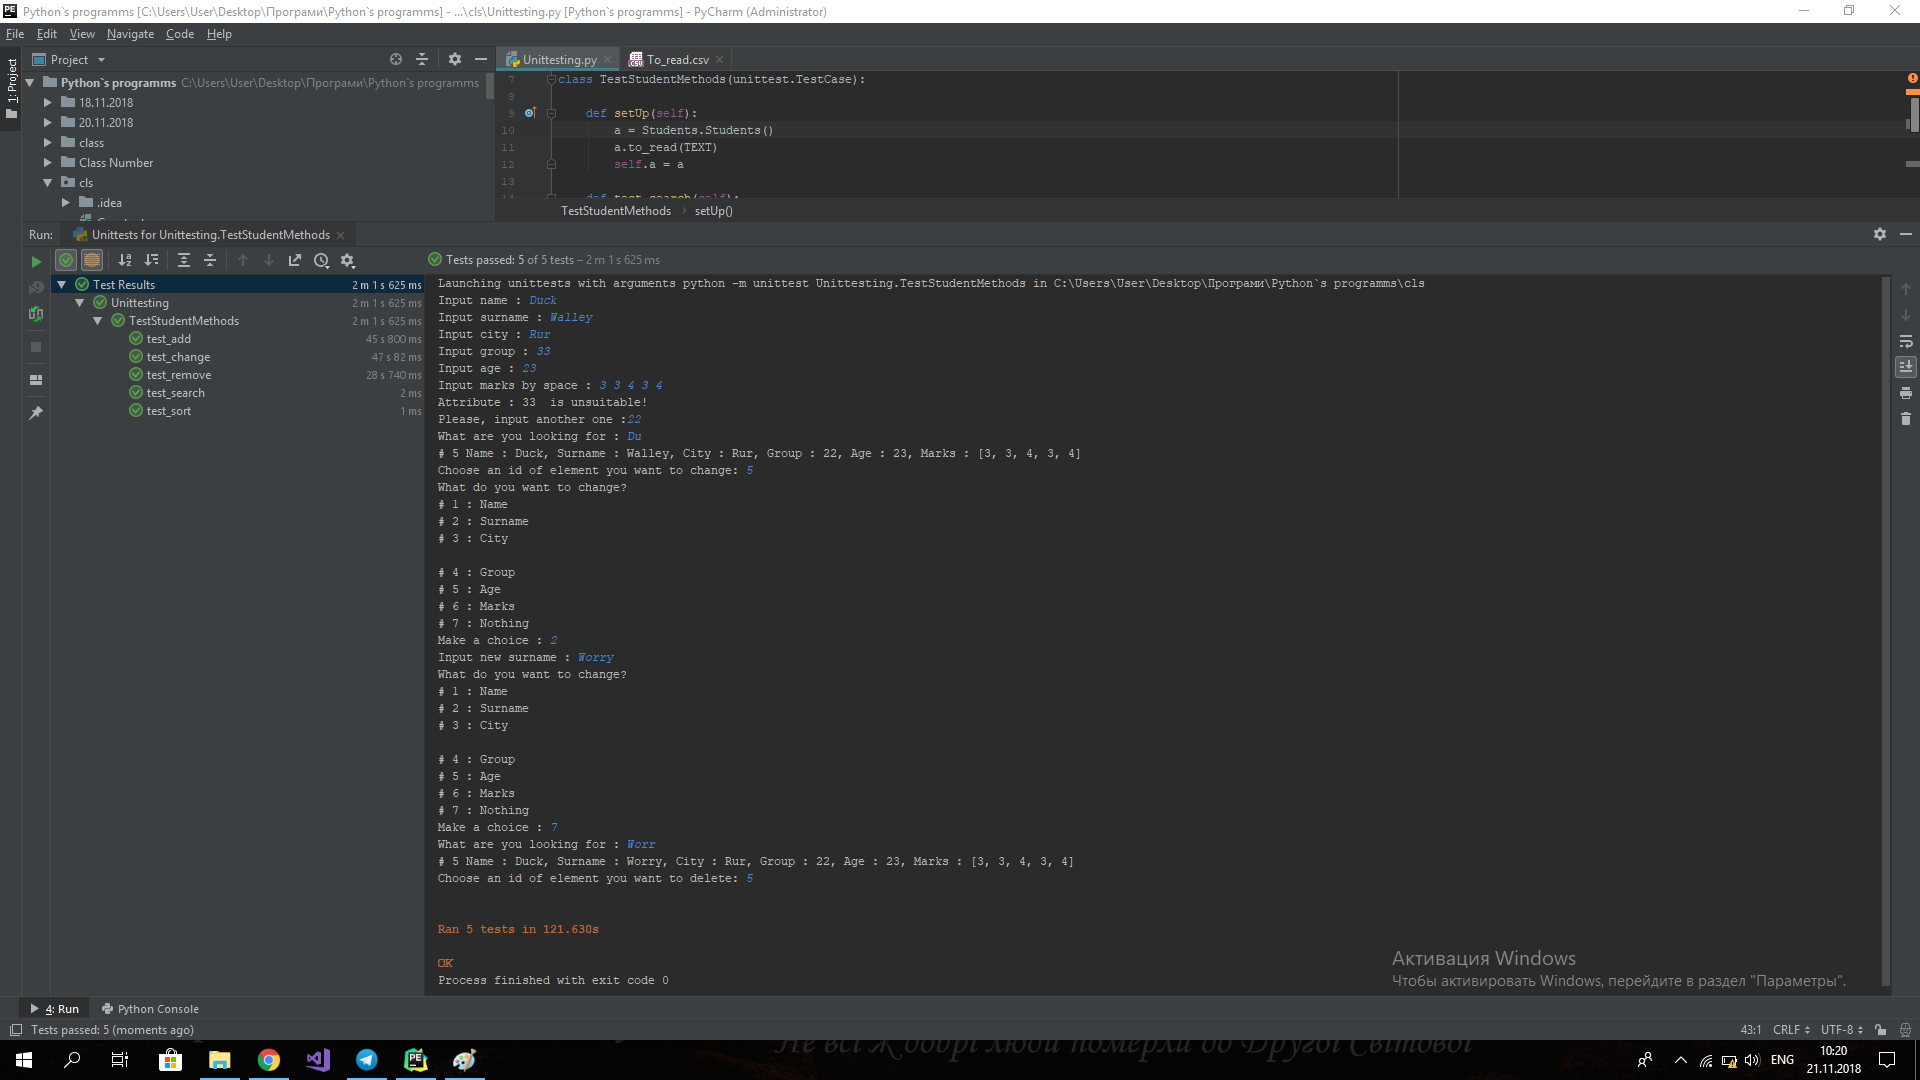 Python`s programms [C:\Users\User\Desktop\Програми\Python`s programms] - ...\cls\Unittesting.py [Python`s programms] - PyCharm (Administrator)
File Edit View Navigate Code Help
1: Project
Project
Python`s programms C:\Users\User\Desktop\Програми\Python`s programms
18.11.2018
20.11.2018
class
Class Number
cls
.idea
Unittesting.py
To_read.csv
7 class TestStudentMethods(unittest.TestCase):
8
9 def setUp(self):
10 a = Students.Students()
11 a.to_read(TEXT)
12 self.a = a
13
14 def test_search(self):
TestStudentMethods › setUp()
Run: Unittests for Unittesting.TestStudentMethods
Tests passed: 5 of 5 tests – 2 m 1 s 625 ms
Test Results 2 m 1 s 625 ms
Unittesting 2 m 1 s 625 ms
TestStudentMethods 2 m 1 s 625 ms
test_add 45 s 800 ms
test_change 47 s 82 ms
test_remove 28 s 740 ms
test_search 2 ms
test_sort 1 ms
Launching unittests with arguments python -m unittest Unittesting.TestStudentMethods in C:\Users\User\Desktop\Програми\Python`s programms\cls
Input name : Duck
Input surname : Walley
Input city : Rur
Input group : 33
Input age : 23
Input marks by space : 3 3 4 3 4
Attribute : 33  is unsuitable!
Please, input another one :22
What are you looking for : Du
# 5 Name : Duck, Surname : Walley, City : Rur, Group : 22, Age : 23, Marks : [3, 3, 4, 3, 4]
Choose an id of element you want to change: 5
What do you want to change?
# 1 : Name
# 2 : Surname
# 3 : City
# 4 : Group
# 5 : Age
# 6 : Marks
# 7 : Nothing
Make a choice : 2
Input new surname : Worry
What do you want to change?
# 1 : Name
# 2 : Surname
# 3 : City
# 4 : Group
# 5 : Age
# 6 : Marks
# 7 : Nothing
Make a choice : 7
What are you looking for : Worr
# 5 Name : Duck, Surname : Worry, City : Rur, Group : 22, Age : 23, Marks : [3, 3, 4, 3, 4]
Choose an id of element you want to delete: 5
Ran 5 tests in 121.630s
OK
Process finished with exit code 0
Активация Windows
Чтобы активировать Windows, перейдите в раздел "Параметры".
4: Run
Python Console
Tests passed: 5 (moments ago)
43:1 CRLF UTF-8
Не всі ж добрі люди померли до Другої Світової
ENG
10:20
21.11.2018